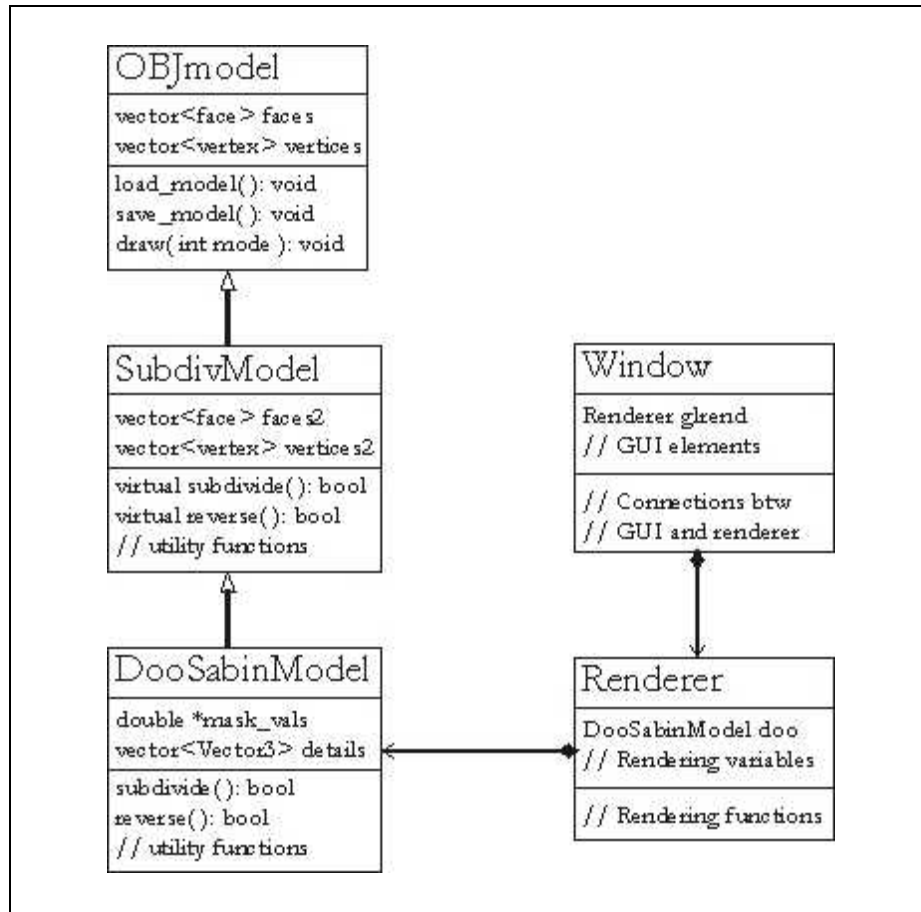 OBJmodel
vector<face> faces
vector<vertex> vertices
load_model(): void
save_model(): void
draw( int mode ): void
SubdivModel
vector<face> faces2
vector<vertex> vertices2
virtual subdivide(): bool
virtual reverse(): bool
// utility functions
DooSabinModel
double *mask_vals
vector<Vector3> details
subdivide(): bool
reverse(): bool
// utility functions
Window
Renderer glrend
// GUI elements
// Connections btw
// GUI and renderer
Renderer
DooSabinModel doo
// Rendering variables
// Rendering functions